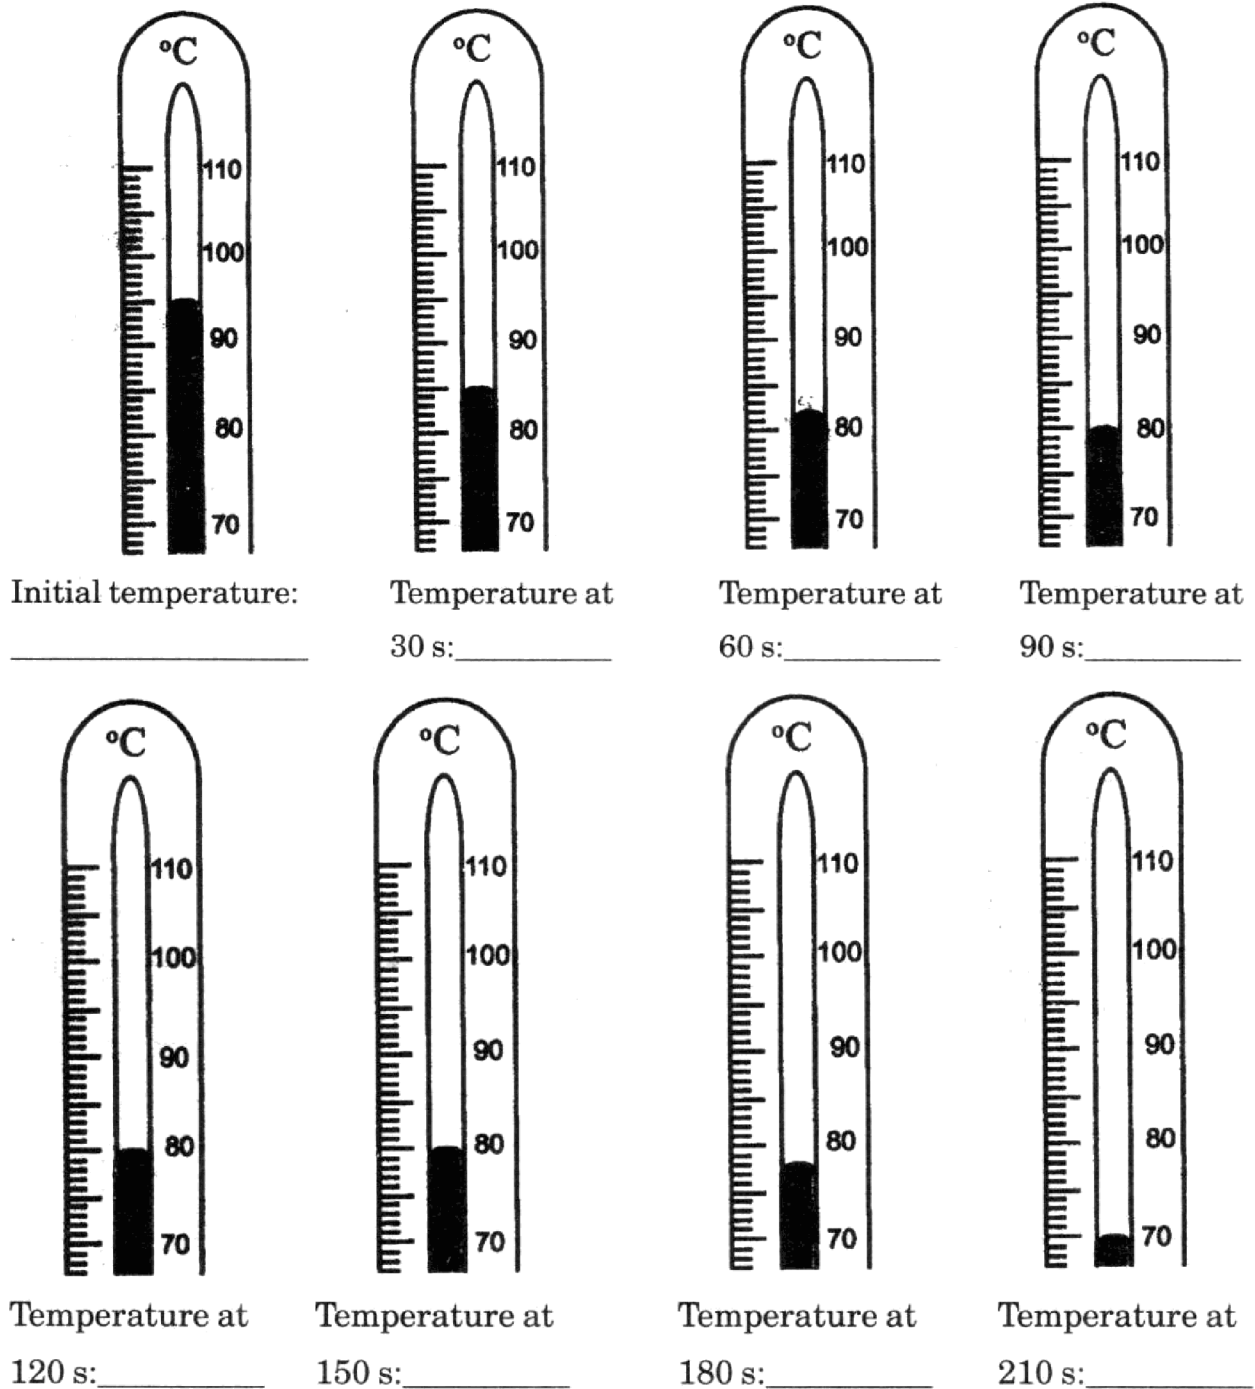 °C °C °C °C
110 110 110 110
100 100 100 100
90 90 90 90
80 80 80 80
70 70 70 70
Initial temperature: Temperature at Temperature at Temperature at
30 s: 60 s: 90 s:
°C °C °C °C
110 110 110 110
100 100 100 100
90 90 90 90
80 80 80 80
70 70 70 70
Temperature at Temperature at Temperature at Temperature at
120 s: 150 s: 180 s: 210 s: